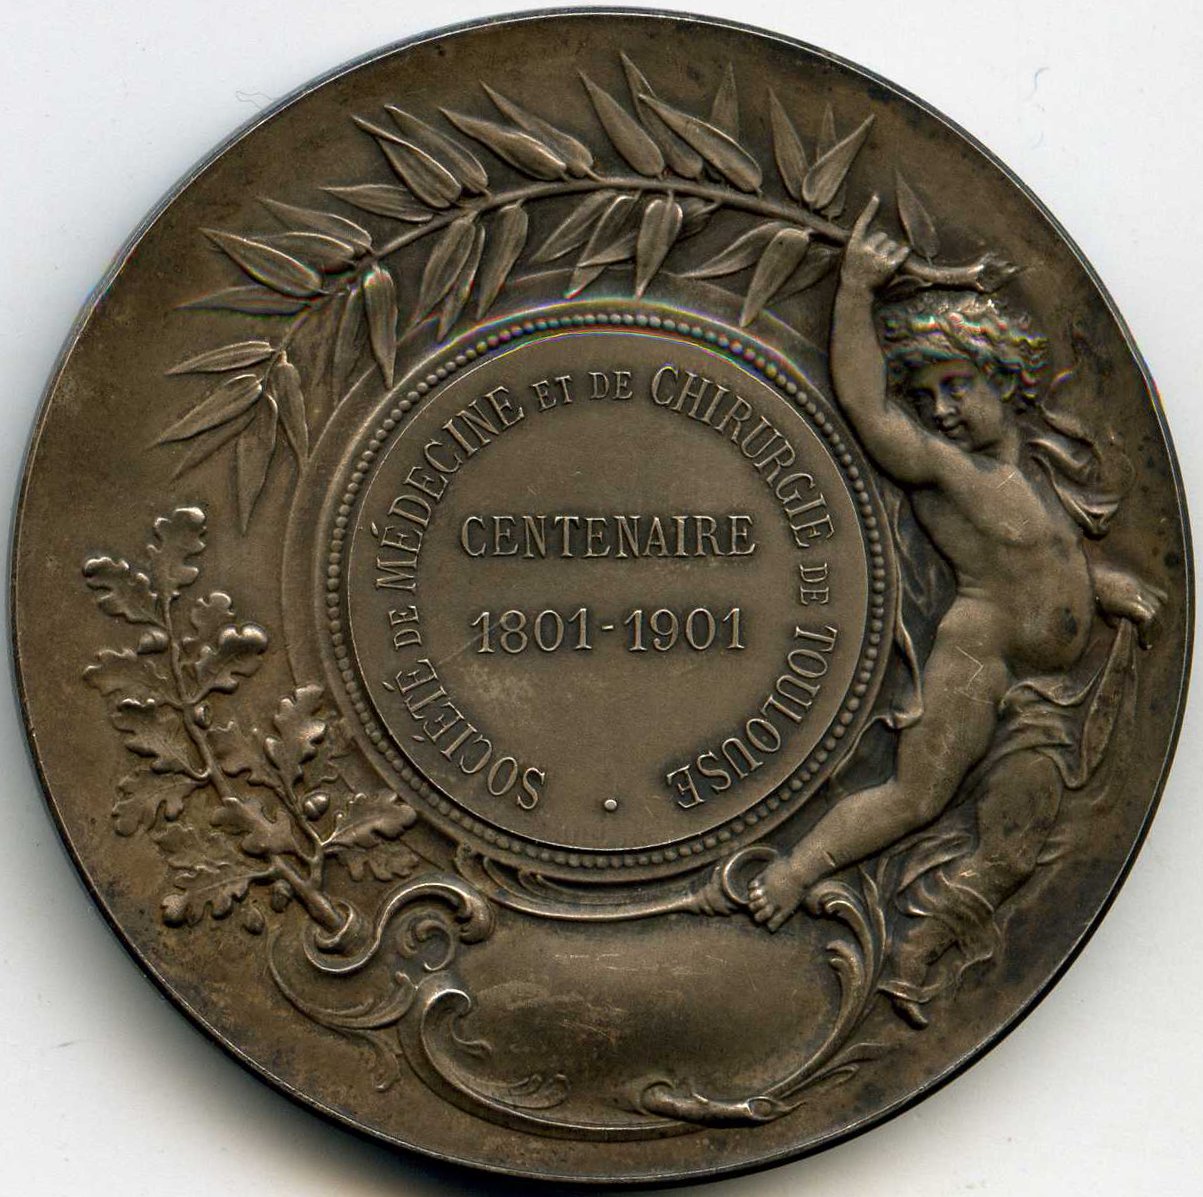 SOCIÉTÉ DE MÉDECINE ET DE CHIRURGIE DE TOULOUSE
CENTENAIRE
1801-1901